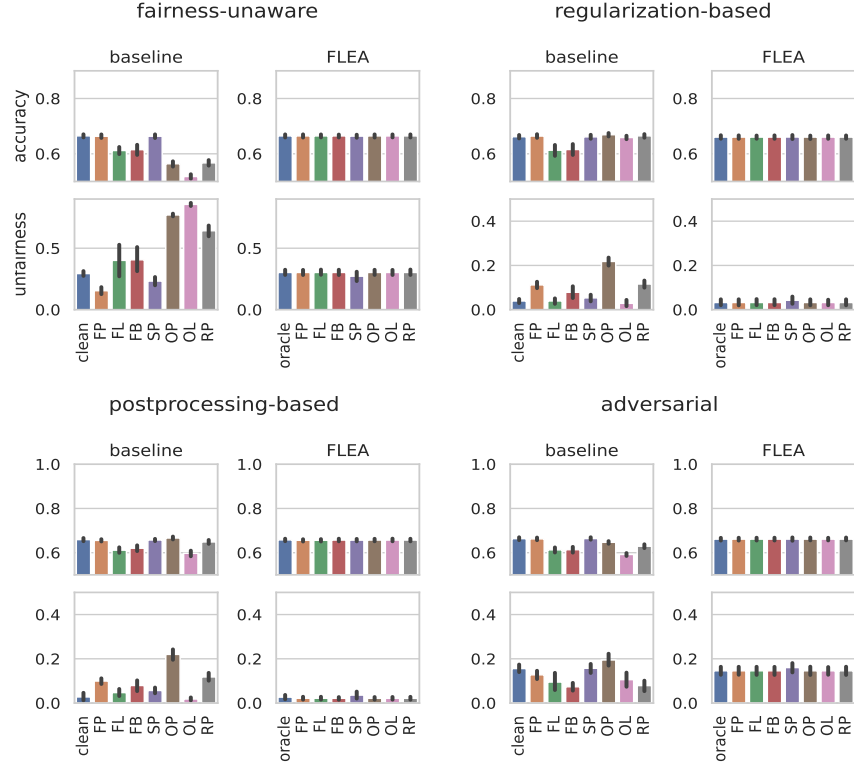 fairness-unaware
regularization-based
baseline
FLEA
baseline
FLEA
accuracy
0.8
0.6
0.8
0.6
0.8
0.6
0.8
0.6
unfairness
0.5
0.0
0.5
0.0
0.4
0.2
0.0
0.4
0.2
0.0
clean FP FL FB SP OP OL RP
oracle FP FL FB SP OP OL RP
clean FP FL FB SP OP OL RP
oracle FP FL FB SP OP OL RP
postprocessing-based
adversarial
baseline
FLEA
baseline
FLEA
1.0
0.8
0.6
1.0
0.8
0.6
1.0
0.8
0.6
1.0
0.8
0.6
0.4
0.2
0.0
0.4
0.2
0.0
0.4
0.2
0.0
0.4
0.2
0.0
clean FP FL FB SP OP OL RP
oracle FP FL FB SP OP OL RP
clean FP FL FB SP OP OL RP
oracle FP FL FB SP OP OL RP